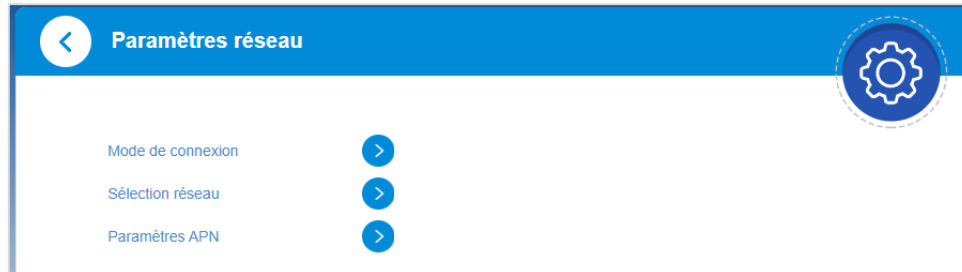 Paramètres réseau
Mode de connexion
Sélection réseau
Paramètres APN